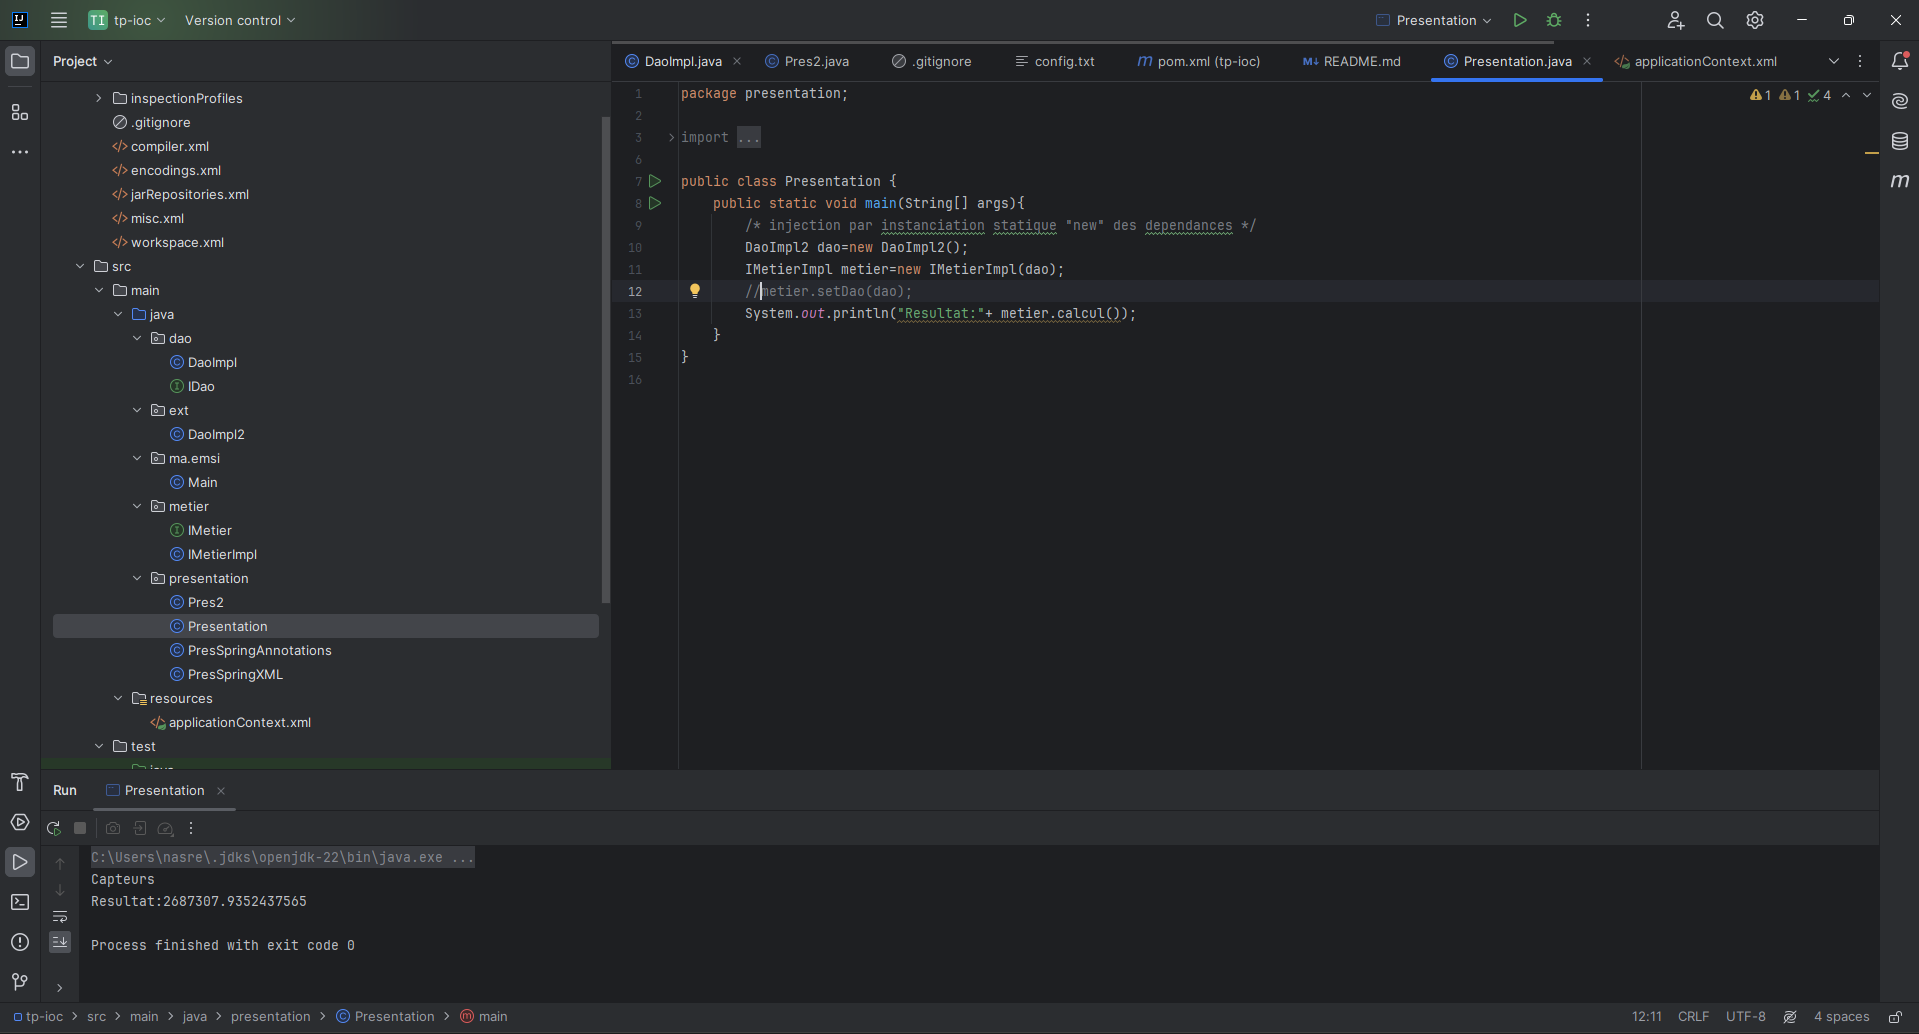 TI tp-ioc Version control Presentation
Project
inspectionProfiles
.gitignore
compiler.xml
encodings.xml
jarRepositories.xml
misc.xml
workspace.xml
src
main
java
dao
DaoImpl
IDao
ext
DaoImpl2
ma.emsi
Main
metier
IMetier
IMetierImpl
presentation
Pres2
Presentation
PresSpringAnnotations
PresSpringXML
resources
applicationContext.xml
test
DaoImpl.java Pres2.java .gitignore config.txt pom.xml (tp-ioc) README.md Presentation.java applicationContext.xml
1 1 4
1 package presentation;
2
3 import ...
6
7 public class Presentation {
8 public static void main(String[] args){
9 /* injection par instanciation statique "new" des dependances */
10 DaoImpl2 dao=new DaoImpl2();
11 IMetierImpl metier=new IMetierImpl(dao);
12 //metier.setDao(dao);
13 System.out.println("Resultat:"+ metier.calcul());
14 }
15 }
16
Run Presentation
C:\Users\nasre\.jdks\openjdk-22\bin\java.exe ...
Capteurs
Resultat:2687307.9352437565
Process finished with exit code 0
tp-ioc > src > main > java > presentation > Presentation > main 12:11 CRLF UTF-8 4 spaces